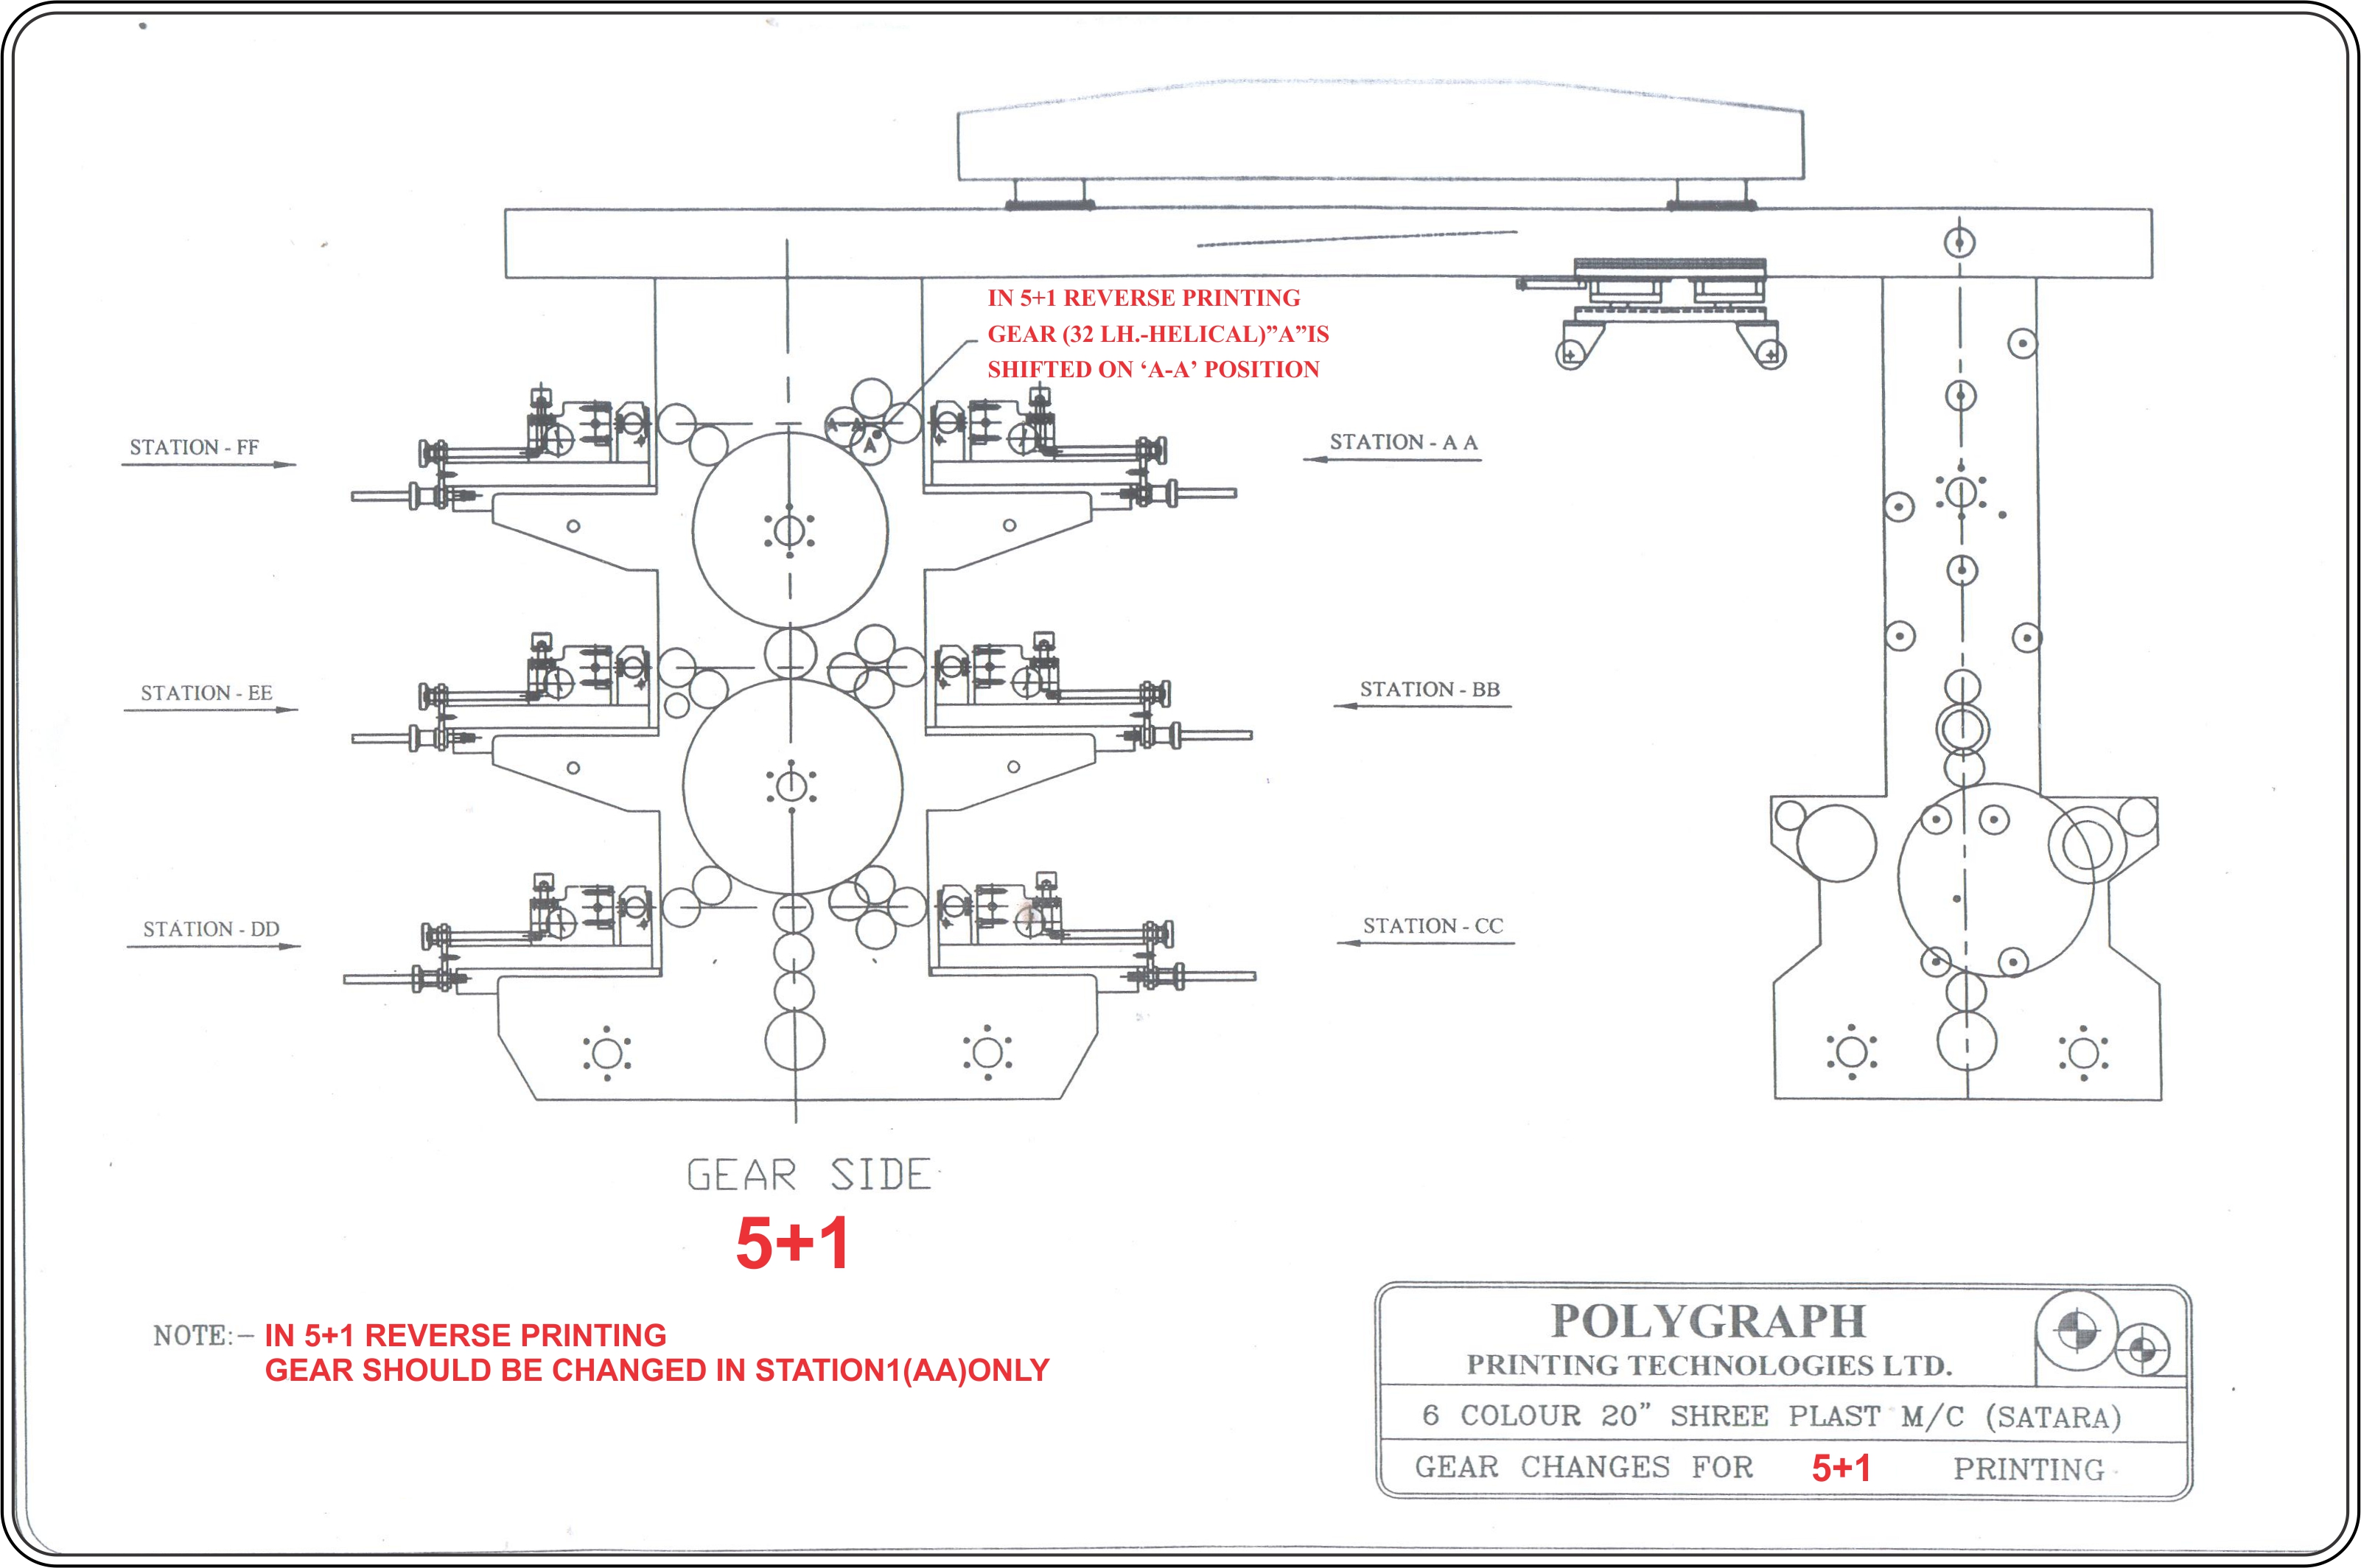 IN 5+1 REVERSE PRINTING
GEAR (32 LH.-HELICAL)”A”IS
SHIFTED ON ‘A-A’ POSITION
STATION - FF
A-A
A
STATION - A A
STATION - EE
STATION - BB
STATION - DD
STATION - CC
GEAR SIDE
5+1
NOTE:- IN 5+1 REVERSE PRINTING
GEAR SHOULD BE CHANGED IN STATION1(AA)ONLY
POLYGRAPH
PRINTING TECHNOLOGIES LTD.
6 COLOUR 20” SHREE PLAST M/C (SATARA)
GEAR CHANGES FOR 5+1 PRINTING